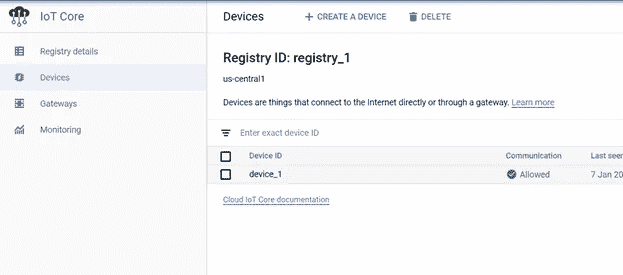 IoT Core
Devices
CREATE A DEVICE
DELETE
Registry details
Devices
Gateways
Monitoring
Registry ID: registry_1
us-central1
Devices are things that connect to the Internet directly or through a gateway. Learn more
Enter exact device ID
Device ID Communication Last seen
device_1 Allowed 7 Jan 20
Cloud IoT Core documentation